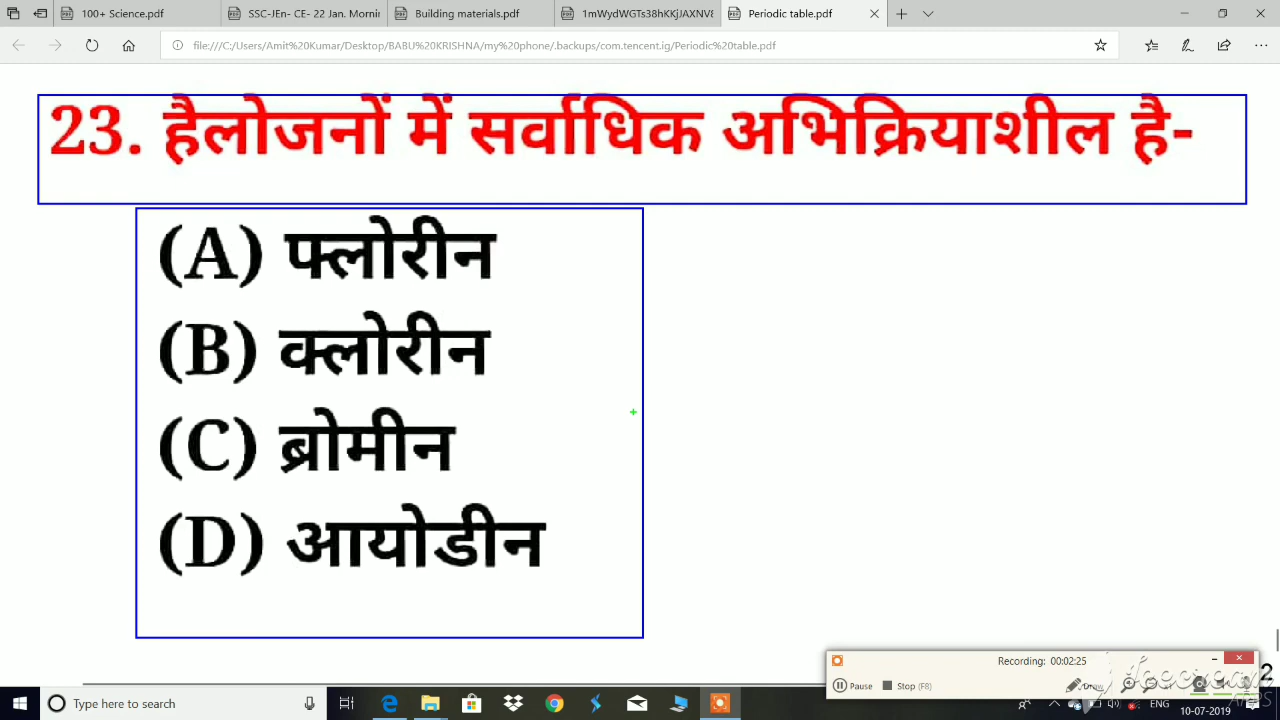 100+ Science.pdf
SSC-JEn- CE- 22 Jan. Morni
Building materials.pdf
1mWydWGTs38hKkjJAXNVE
Periodic table.pdf
file:///C:/Users/Amit%20Kumar/Desktop/BABU%20KRISHNA/my%20phone/.backups/com.tencent.ig/Periodic%20table.pdf
23. हैलोजनों में सर्वाधिक अभिक्रियाशील है-
(A) फ्लोरीन
(B) क्लोरीन
(C) ब्रोमीन
(D) आयोडीन
Recording: 00:02:25
Pause Stop (F8) Draw
Type here to search
ENG
10-07-2019